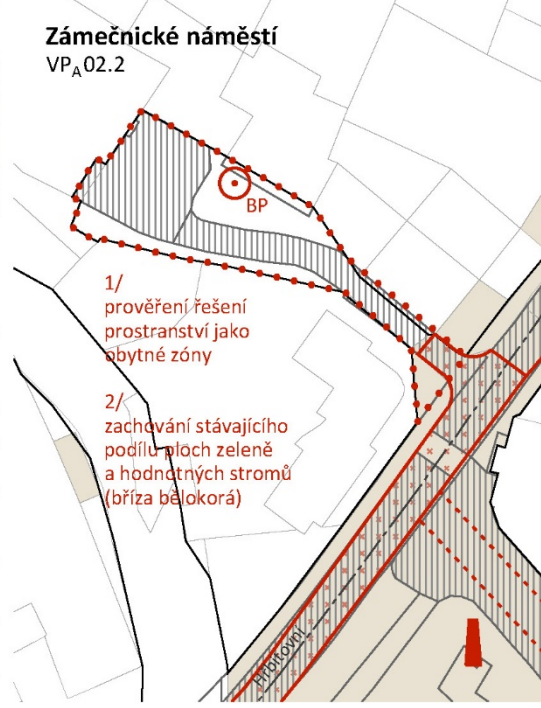 Zámečnické náměstí
VPA02.2
BP
1/
prověření řešení
prostranství jako
obytné zóny
2/
zachování stávajícího
podílu ploch zeleně
a hodnotných stromů
(bříza bělokorá)
Hřbitovní